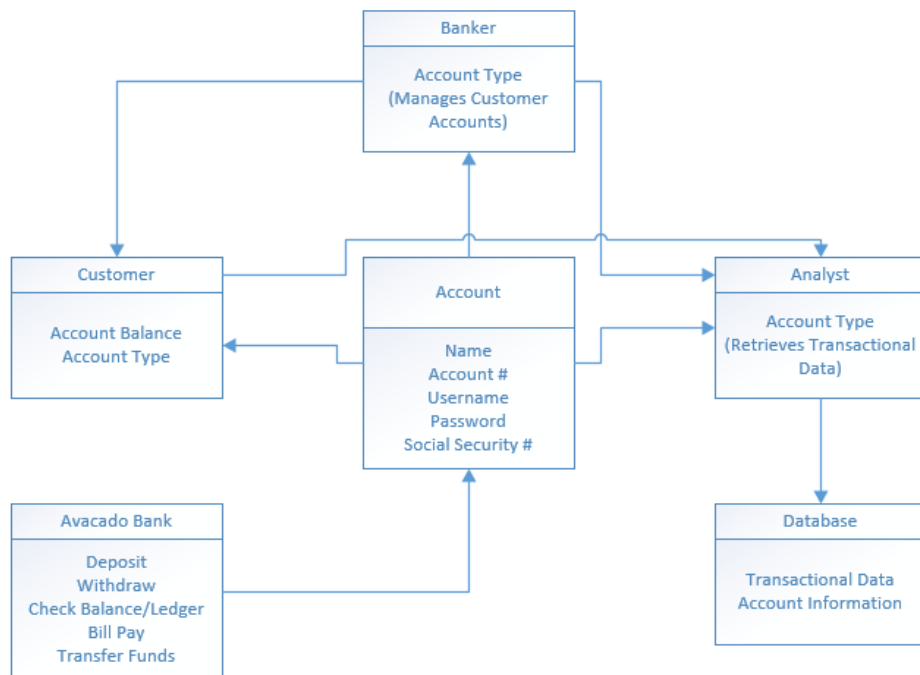 Banker
Account Type
(Manages Customer
Accounts)
Customer
Account Balance
Account Type
Account
Name
Account #
Username
Password
Social Security #
Analyst
Account Type
(Retrieves Transactional
Data)
Avacado Bank
Deposit
Withdraw
Check Balance/Ledger
Bill Pay
Transfer Funds
Database
Transactional Data
Account Information